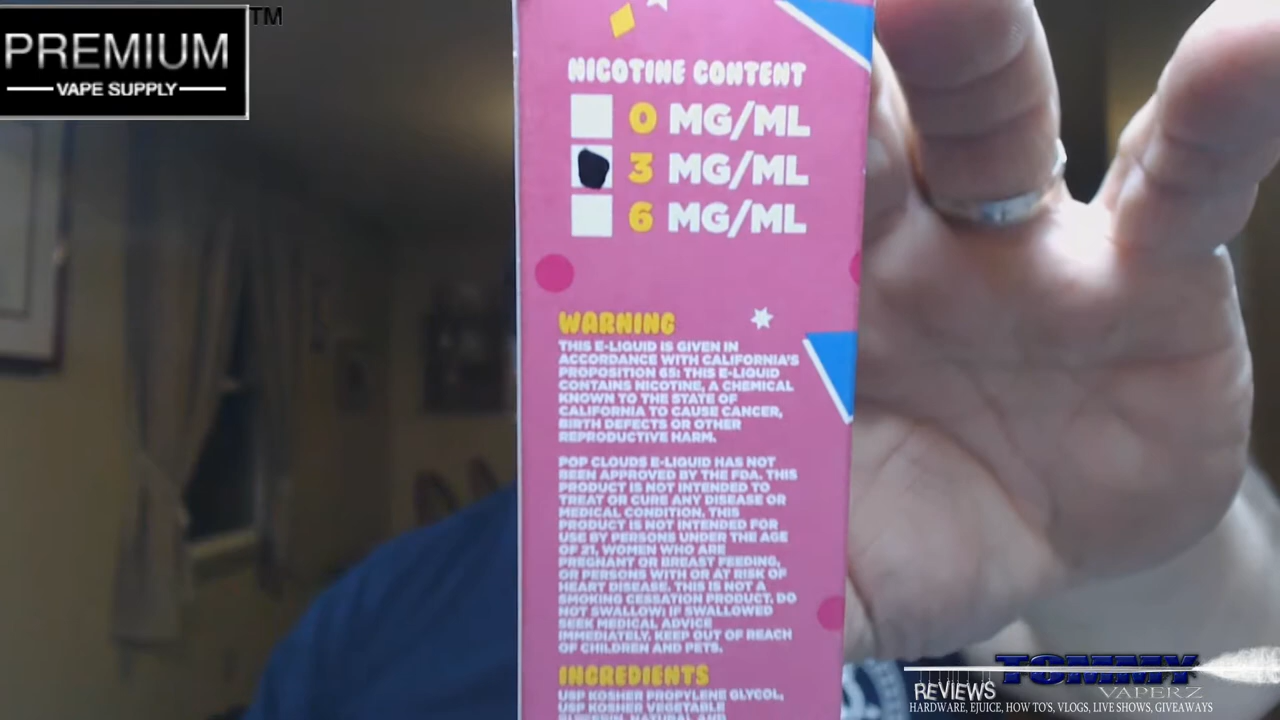 PREMIUM
VAPE SUPPLY
TM
NICOTINE CONTENT
0 MG/ML
3 MG/ML
6 MG/ML
WARNING
THIS E-LIQUID IS GIVEN IN
ACCORDANCE WITH CALIFORNIA'S
PROPOSITION 65: THIS E-LIQUID
CONTAINS NICOTINE, A CHEMICAL
KNOWN TO THE STATE OF
CALIFORNIA TO CAUSE CANCER,
BIRTH DEFECTS OR OTHER
REPRODUCTIVE HARM.
POP CLOUDS E-LIQUID HAS NOT
BEEN APPROVED BY THE FDA. THIS
PRODUCT IS NOT INTENDED TO
TREAT OR CURE ANY DISEASE OR
MEDICAL CONDITION. THIS
PRODUCT IS NOT INTENDED FOR
USE BY PERSONS UNDER THE AGE
OF 21, WOMEN WHO ARE
PREGNANT OR BREAST FEEDING,
OR PERSONS WITH OR AT RISK OF
HEART DISEASE. THIS IS NOT A
SMOKING CESSATION PRODUCT. DO
NOT SWALLOW: IF SWALLOWED
SEEK MEDICAL ADVICE
IMMEDIATELY. KEEP OUT OF REACH
OF CHILDREN AND PETS.
INGREDIENTS
USP KOSHER PROPYLENE GLYCOL,
USP KOSHER VEGETABLE
GLYCERIN, NATURAL AND
TOMMY
VAPERZ
REVIEWS
HARDWARE, EJUICE, HOW TO'S, VLOGS, LIVE SHOWS, GIVEAWAYS